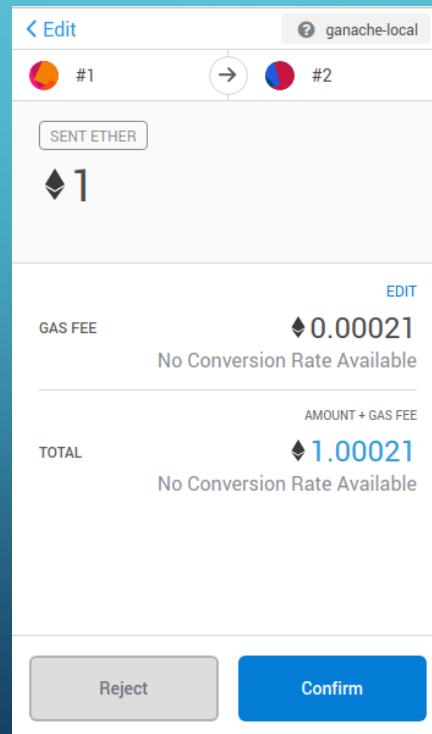 Edit
ganache-local
#1
#2
SENT ETHER
1
EDIT
GAS FEE
0.00021
No Conversion Rate Available
AMOUNT + GAS FEE
TOTAL
1.00021
No Conversion Rate Available
Reject
Confirm